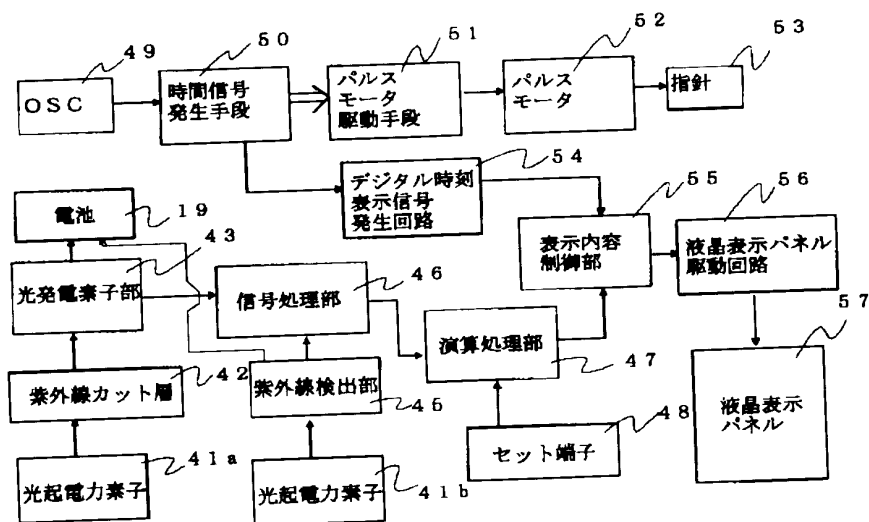 49
50
51
52
53
OSC
時間信号
発生手段
パルス
モータ
駆動手段
パルス
モータ
指針
54
デジタル時刻
表示信号
発生回路
55
56
電池
19
43
表示内容
制御部
液晶表示パネル
駆動回路
光発電素子部
信号処理部
46
57
演算処理部
47
紫外線カット層
42
紫外線検出部
45
48
液晶表示
パネル
セット端子
光起電力素子
41a
光起電力素子
41b